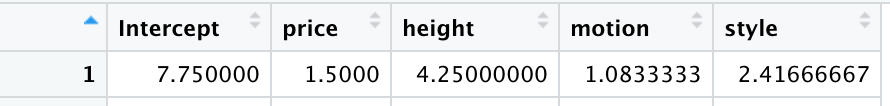 Intercept price height motion style
1 7.750000 1.5000 4.25000000 1.0833333 2.41666667